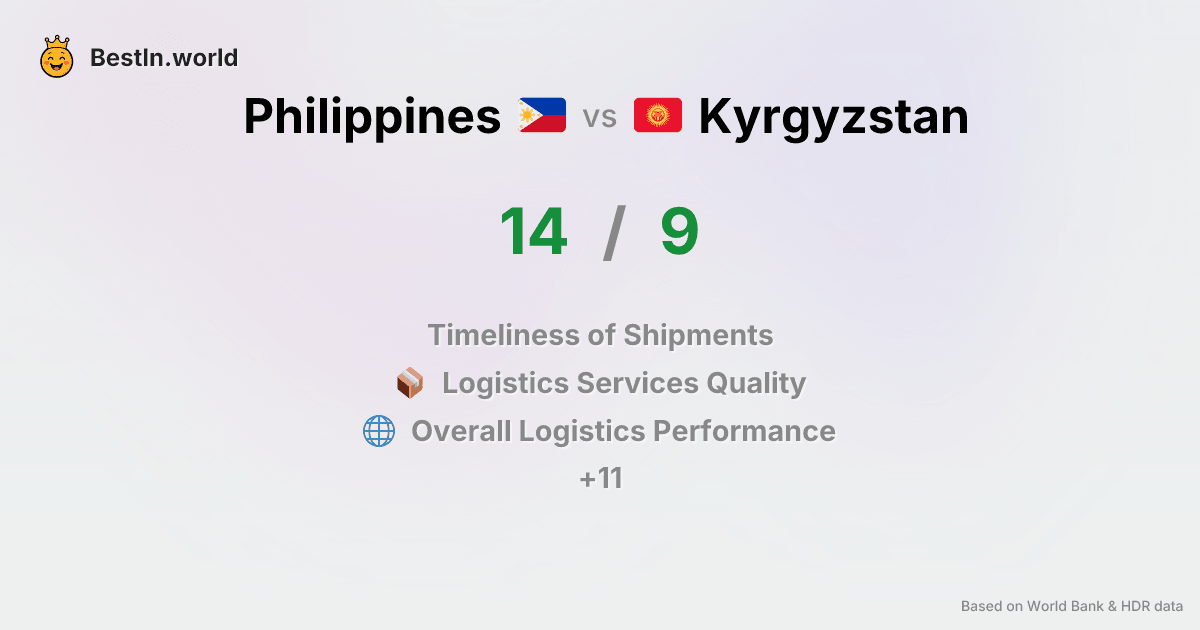 BestIn.world
Philippines vs Kyrgyzstan
14 / 9
Timeliness of Shipments
Logistics Services Quality
Overall Logistics Performance
+11
Based on World Bank & HDR data